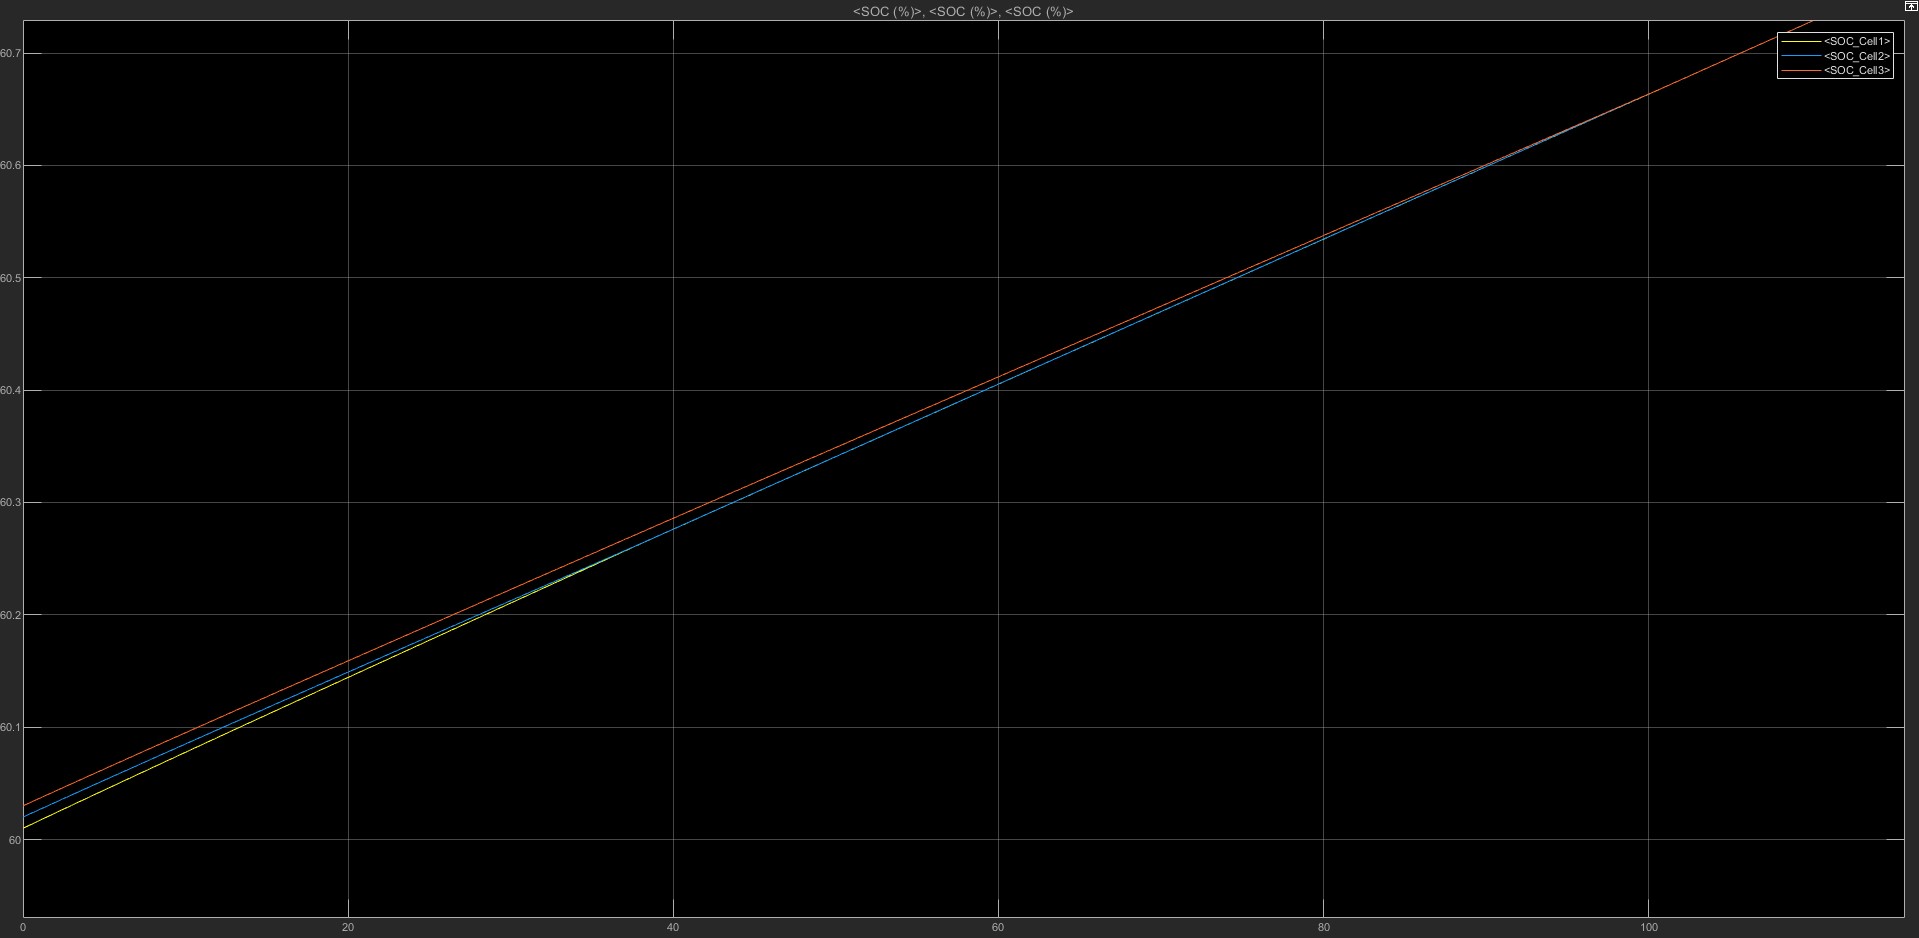 <SOC (%)>, <SOC (%)>, <SOC (%)>
<SOC_Cell1>
<SOC_Cell2>
<SOC_Cell3>
60.7
60.6
60.5
60.4
60.3
60.2
60.1
60
0 20 40 60 80 100